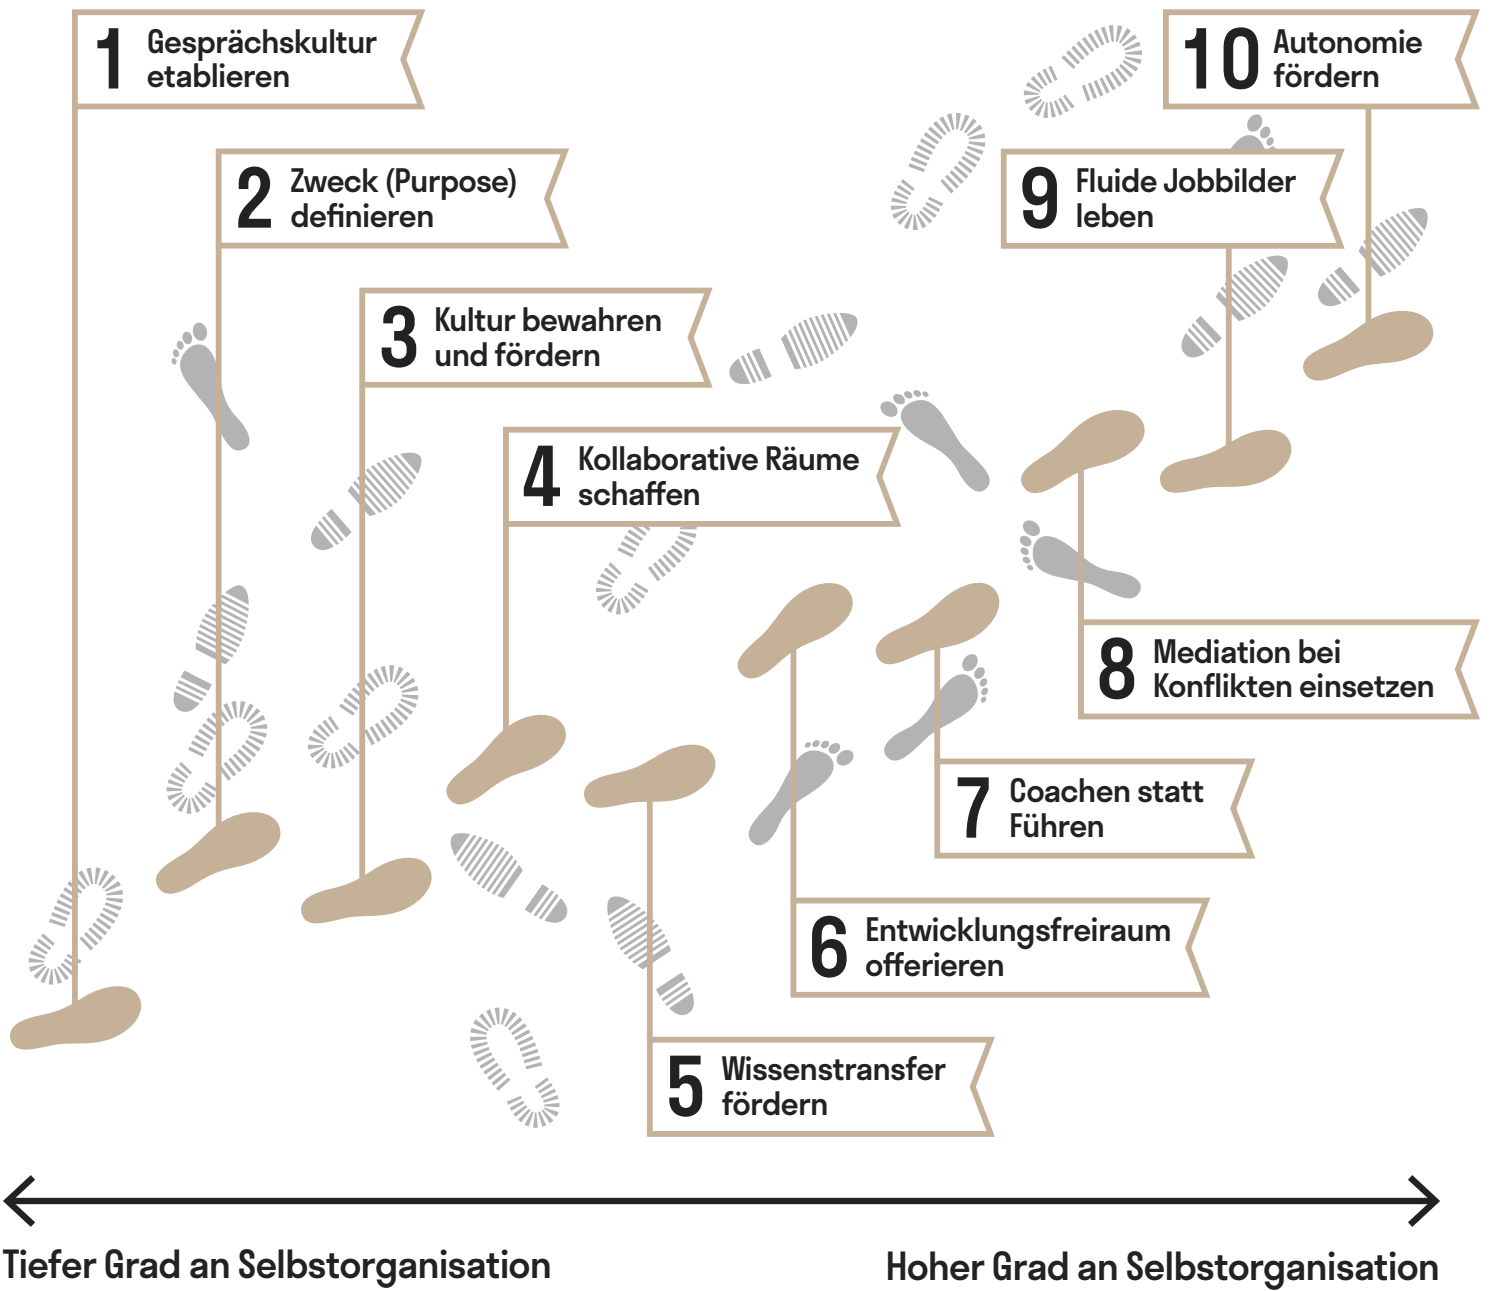 1 Gesprächskultur
etablieren
2 Zweck (Purpose)
definieren
3 Kultur bewahren
und fördern
4 Kollaborative Räume
schaffen
5 Wissenstransfer
fördern
6 Entwicklungsfreiraum
offerieren
7 Coachen statt
Führen
8 Mediation bei
Konflikten einsetzen
9 Fluide Jobbilder
leben
10 Autonomie
fördern
Tiefer Grad an Selbstorganisation
Hoher Grad an Selbstorganisation